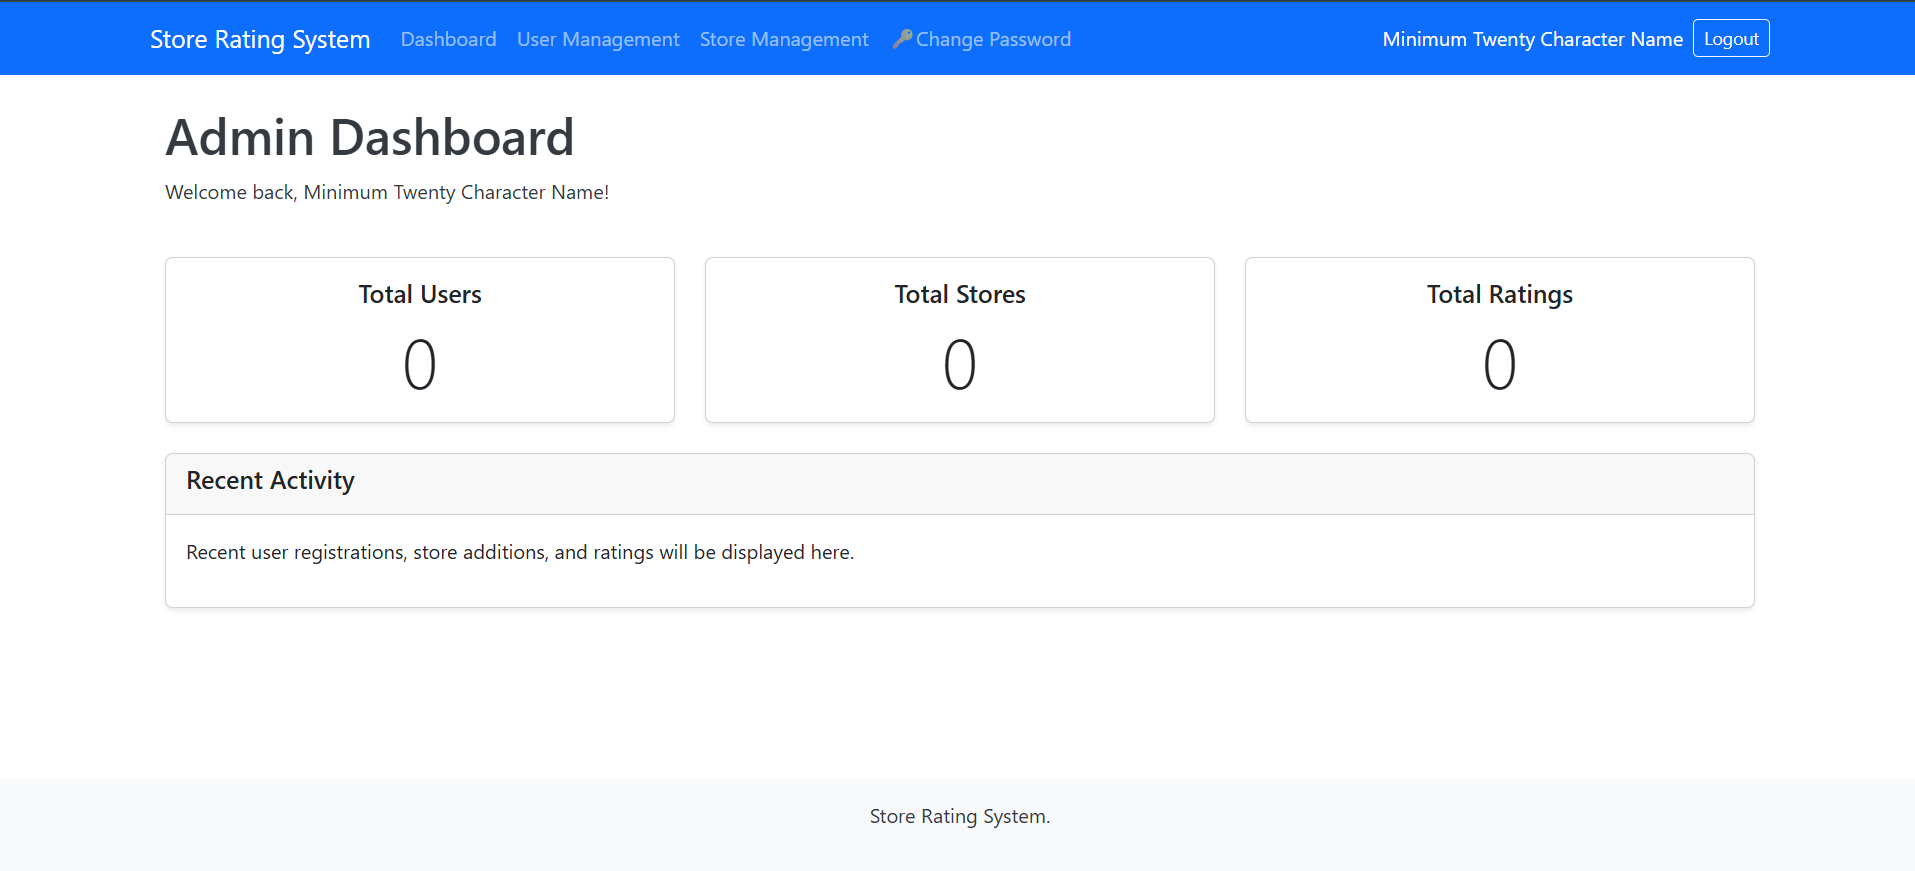 Store Rating System Dashboard User Management Store Management Change Password Minimum Twenty Character Name Logout
Admin Dashboard
Welcome back, Minimum Twenty Character Name!
Total Users Total Stores Total Ratings
0 0 0
Recent Activity
Recent user registrations, store additions, and ratings will be displayed here.
Store Rating System.